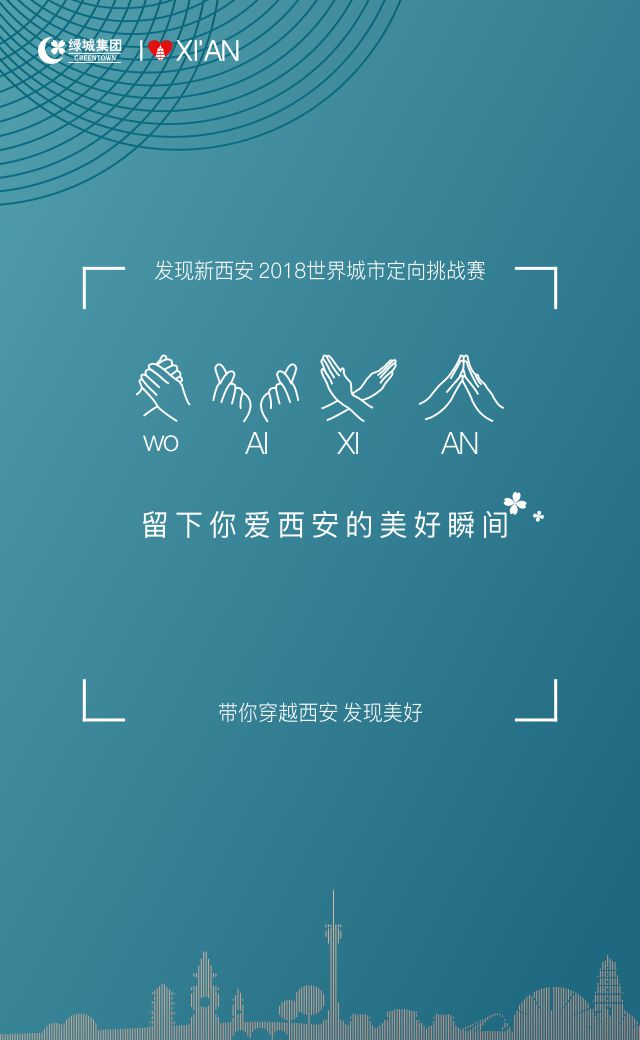 绿城集团
GREENTOWN
I XI'AN
发现新西安 2018世界城市定向挑战赛
WO AI XI AN
留下你爱西安的美好瞬间
带你穿越西安 发现美好